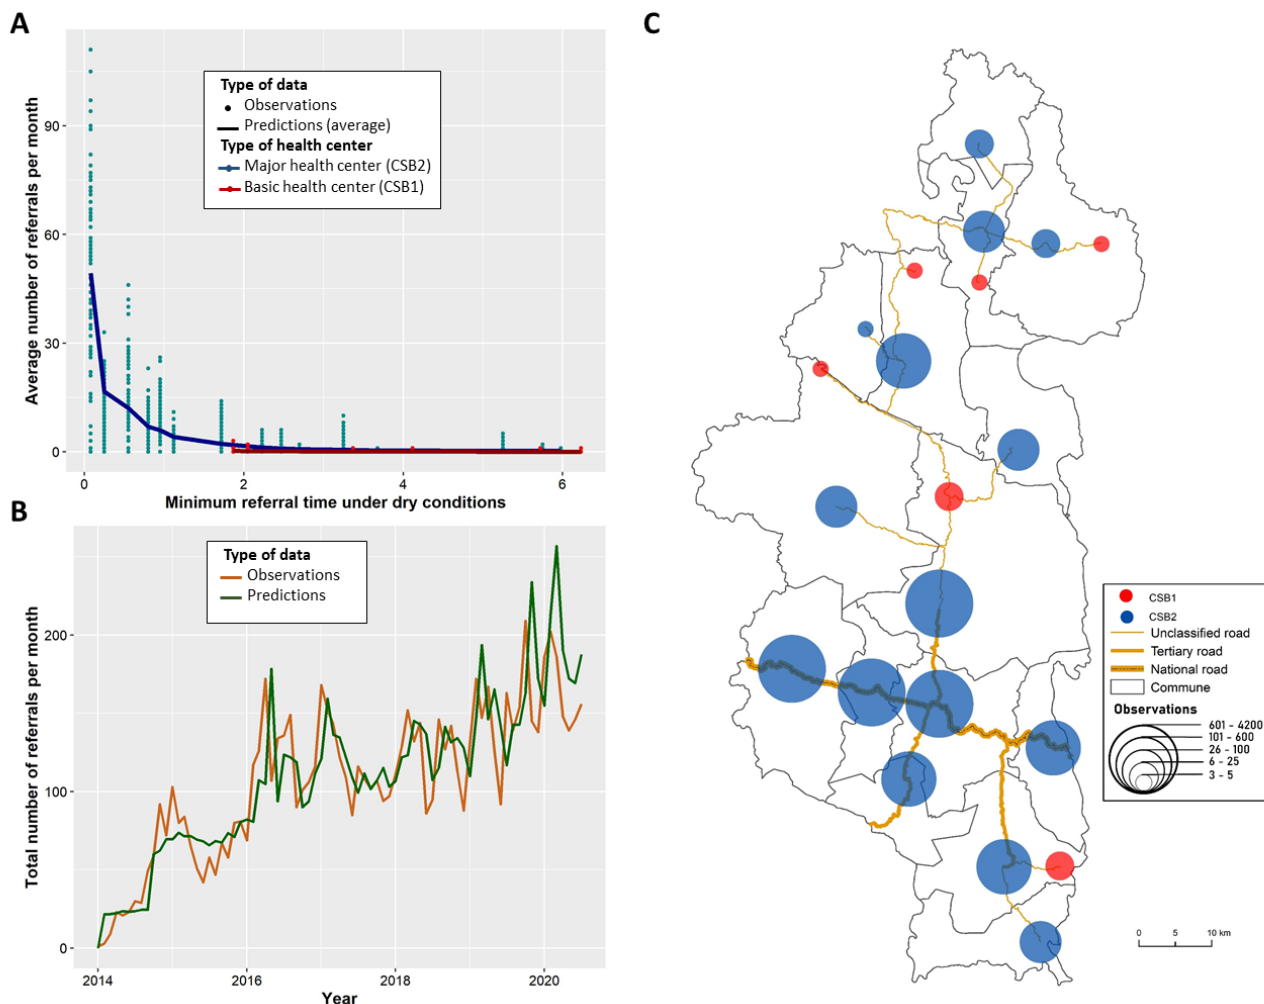 A
Average number of referrals per month
90
60
30
0
Type of data
Observations
Predictions (average)
Type of health center
Major health center (CSB2)
Basic health center (CSB1)
0
2
4
6
Minimum referral time under dry conditions
B
Total number of referrals per month
200
100
0
Type of data
Observations
Predictions
2014
2016
2018
2020
Year
C
CSB1
CSB2
Unclassified road
Tertiary road
National road
Commune
Observations
601 - 4200
101 - 600
26 - 100
6 - 25
3 - 5
0 5 10 km